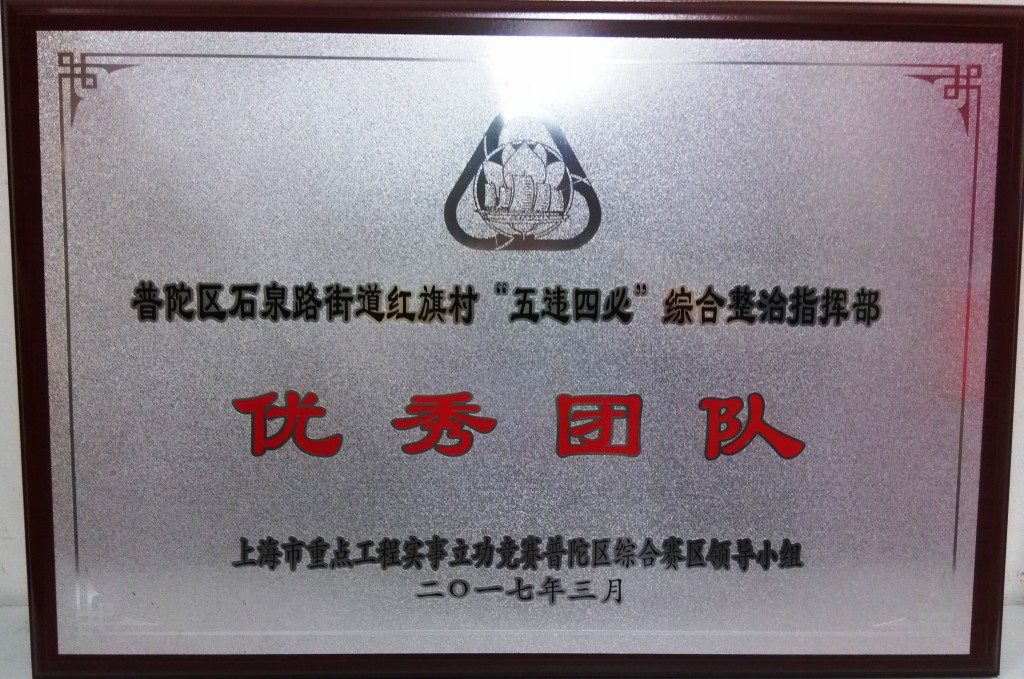 普陀区石泉路街道红旗村“五违四必”综合整治指挥部
优秀团队
上海市重点工程实事立功竞赛普陀区综合赛区领导小组
二〇一七年三月